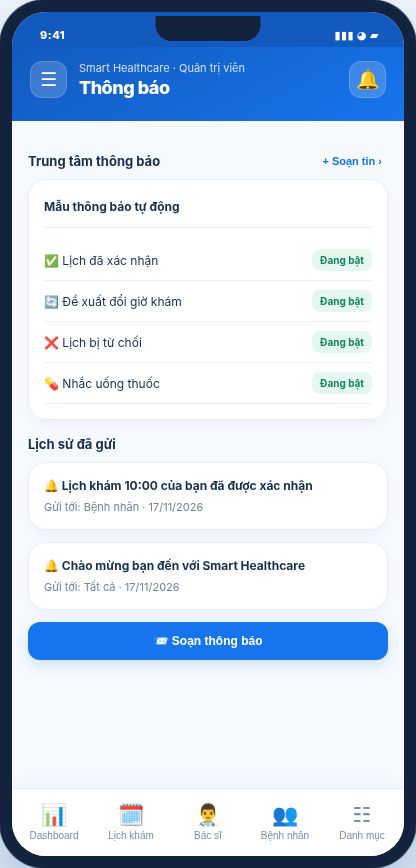 9:41
Smart Healthcare · Quản trị viên
Thông báo
Trung tâm thông báo
+ Soạn tin ›
Mẫu thông báo tự động
✅ Lịch đã xác nhận
Đang bật
🔄 Đề xuất đổi giờ khám
Đang bật
❌ Lịch bị từ chối
Đang bật
💊 Nhắc uống thuốc
Đang bật
Lịch sử đã gửi
🔔 Lịch khám 10:00 của bạn đã được xác nhận
Gửi tới: Bệnh nhân · 17/11/2026
🔔 Chào mừng bạn đến với Smart Healthcare
Gửi tới: Tất cả · 17/11/2026
📨 Soạn thông báo
Dashboard
Lịch khám
Bác sĩ
Bệnh nhân
Danh mục